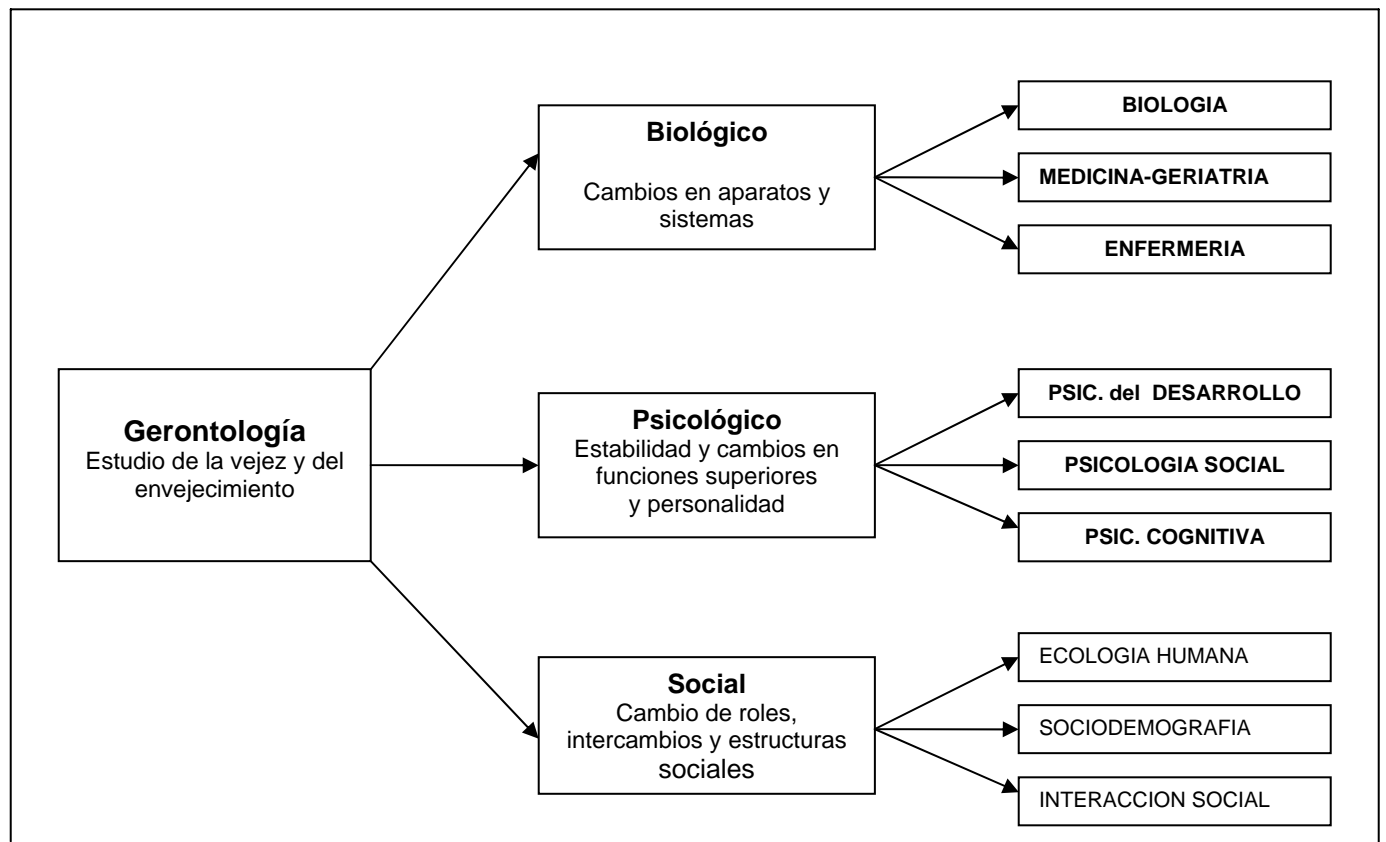 Gerontología
Estudio de la vejez y del
envejecimiento
Biológico
Cambios en aparatos y
sistemas
BIOLOGIA
MEDICINA-GERIATRIA
ENFERMERIA
Psicológico
Estabilidad y cambios en
funciones superiores
y personalidad
PSIC. del DESARROLLO
PSICOLOGIA SOCIAL
PSIC. COGNITIVA
Social
Cambio de roles,
intercambios y estructuras
sociales
ECOLOGIA HUMANA
SOCIODEMOGRAFIA
INTERACCION SOCIAL